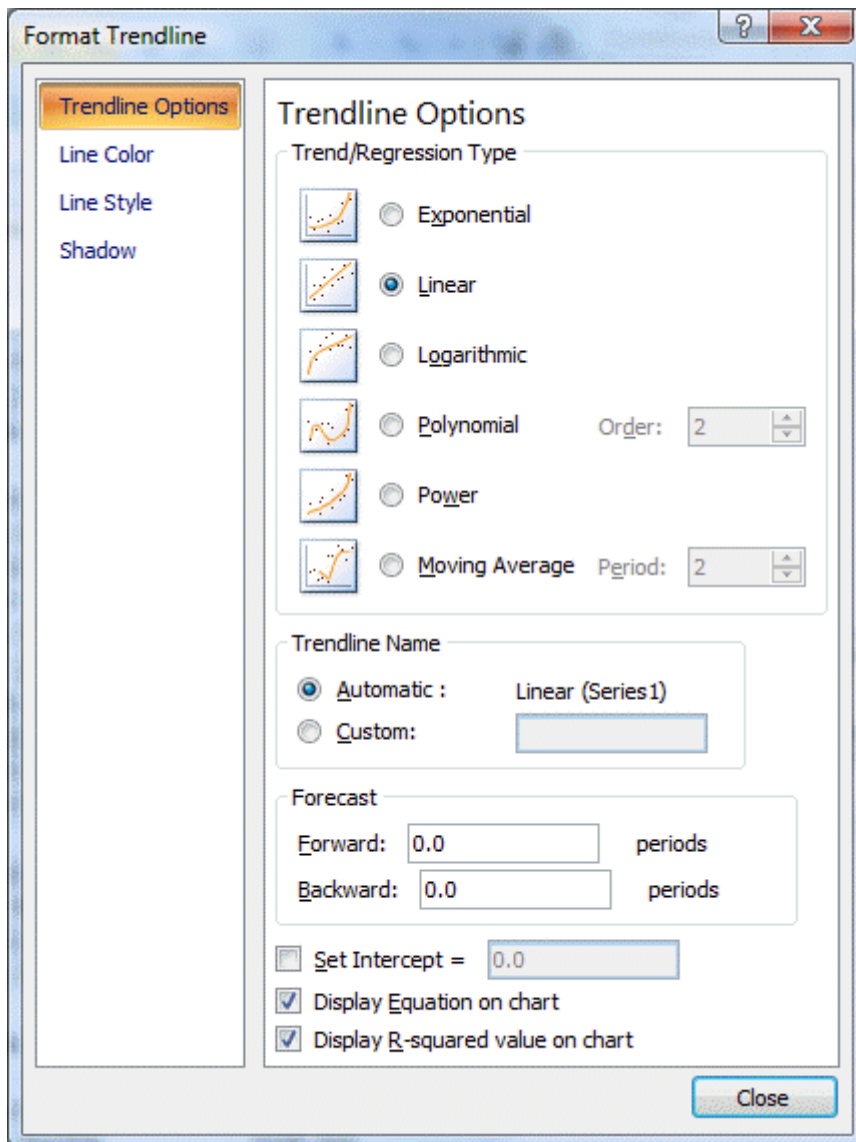 Format Trendline
?
X
Trendline Options
Line Color
Line Style
Shadow
Trendline Options
Trend/Regression Type
Exponential
Linear
Logarithmic
Polynomial Order: 2
Power
Moving Average Period: 2
Trendline Name
Automatic : Linear (Series1)
Custom:
Forecast
Forward: 0.0 periods
Backward: 0.0 periods
Set Intercept = 0.0
Display Equation on chart
Display R-squared value on chart
Close